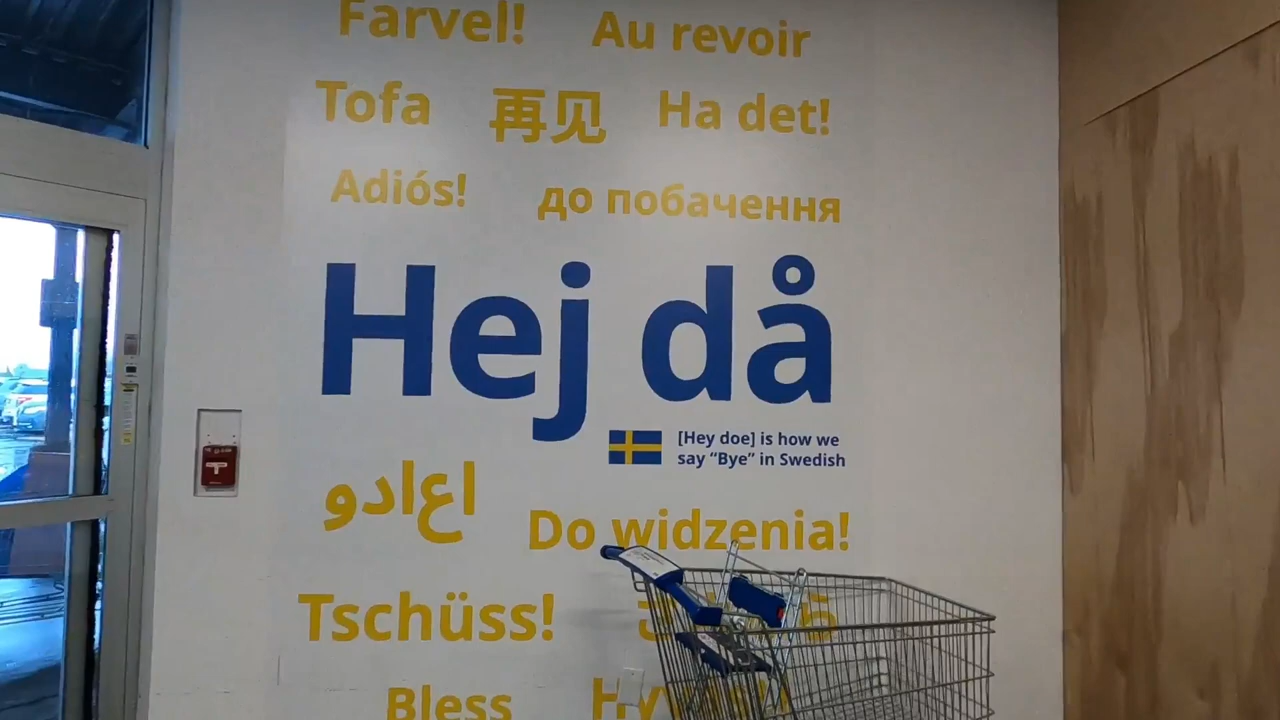 Farvel! Au revoir
Tofa 再见 Ha det!
Adiós! до побачення
Hej då
[Hey doe] is how we
say “Bye” in Swedish
اعادو Do widzenia!
Tschüss!
Bless